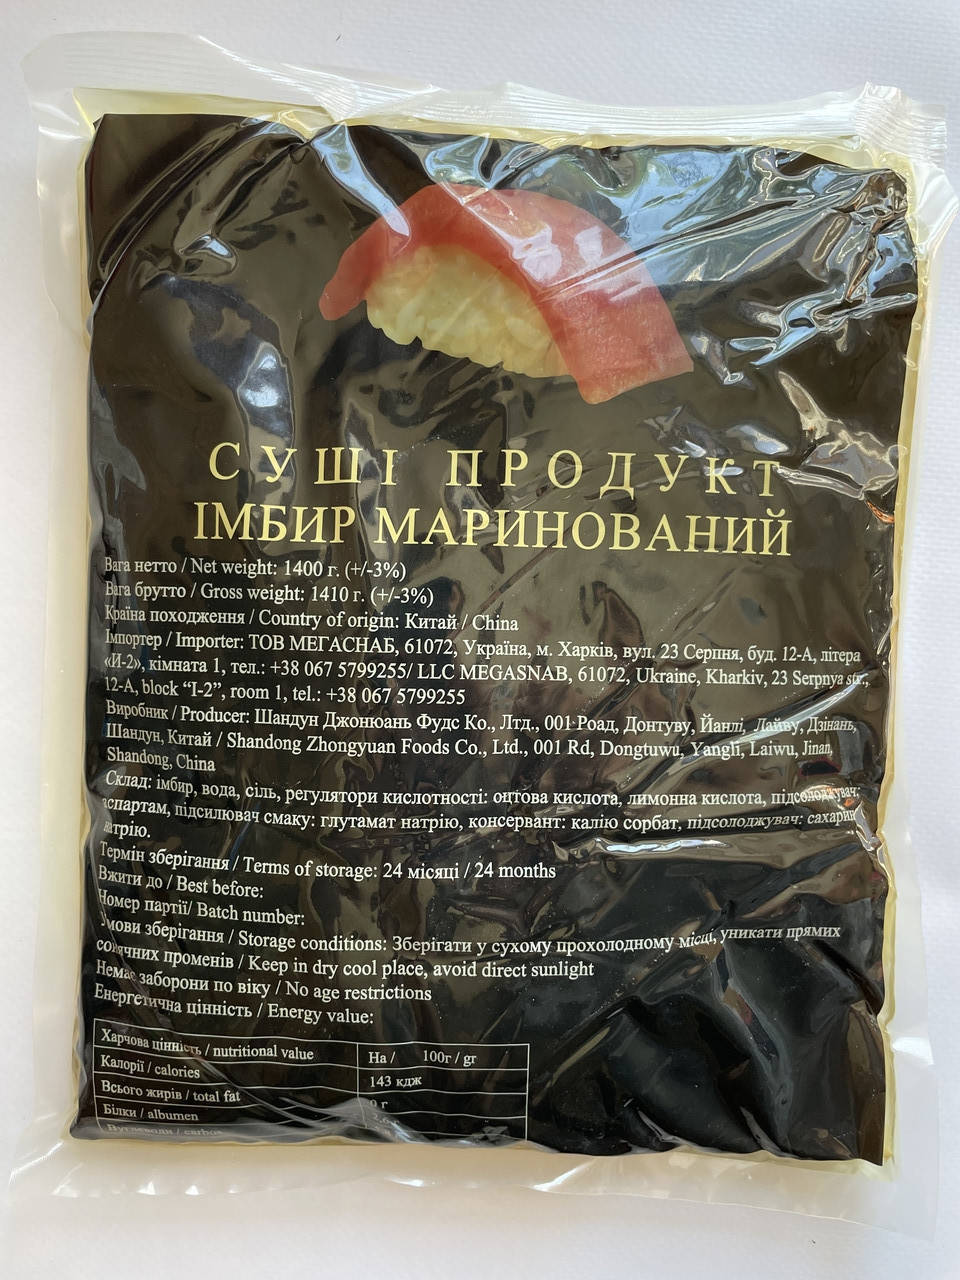 СУШІ ПРОДУКТ
ІМБИР МАРИНОВАНИЙ
Вага нетто / Net weight: 1400 г. (+/-3%)
Вага брутто / Gross weight: 1410 г. (+/-3%)
Країна походження / Country of origin: Китай / China
Імпортер / Importer: ТОВ МЕГАСНАБ, 61072, Україна, м. Харків, вул. 23 Серпня, буд. 12-А, літера
«И-2», кімната 1, тел.: +38 067 5799255/ LLC MEGASNAB, 61072, Ukraine, Kharkiv, 23 Serpnya str.,
12-A, block “I-2”, room 1, tel.: +38 067 5799255
Виробник / Producer: Шандун Джонюань Фудс Ко., Лтд., 001 Роад, Донтуву, Йанлі, Лайву, Дзінань,
Шандун, Китай / Shandong Zhongyuan Foods Co., Ltd., 001 Rd, Dongtuwu, Yangli, Laiwu, Jinan,
Shandong, China
Склад: імбир, вода, сіль, регулятори кислотності: оцтова кислота, лимонна кислота, підсолоджувач:
аспартам, підсилювач смаку: глутамат натрію, консервант: калію сорбат, підсолоджувач: сахарин
натрію.
Термін зберігання / Terms of storage: 24 місяці / 24 months
Вжити до / Best before:
Номер партії/ Batch number:
Умови зберігання / Storage conditions: Зберігати у сухому прохолодному місці, уникати прямих
сонячних променів / Keep in dry cool place, avoid direct sunlight
Немає заборони по віку / No age restrictions
Енергетична цінність / Energy value:
Харчова цінність / nutritional value На / 100г / gr
Калорії / calories 143 кдж
Всього жирів / total fat 0 г
Білки / albumen
Вуглеводи /